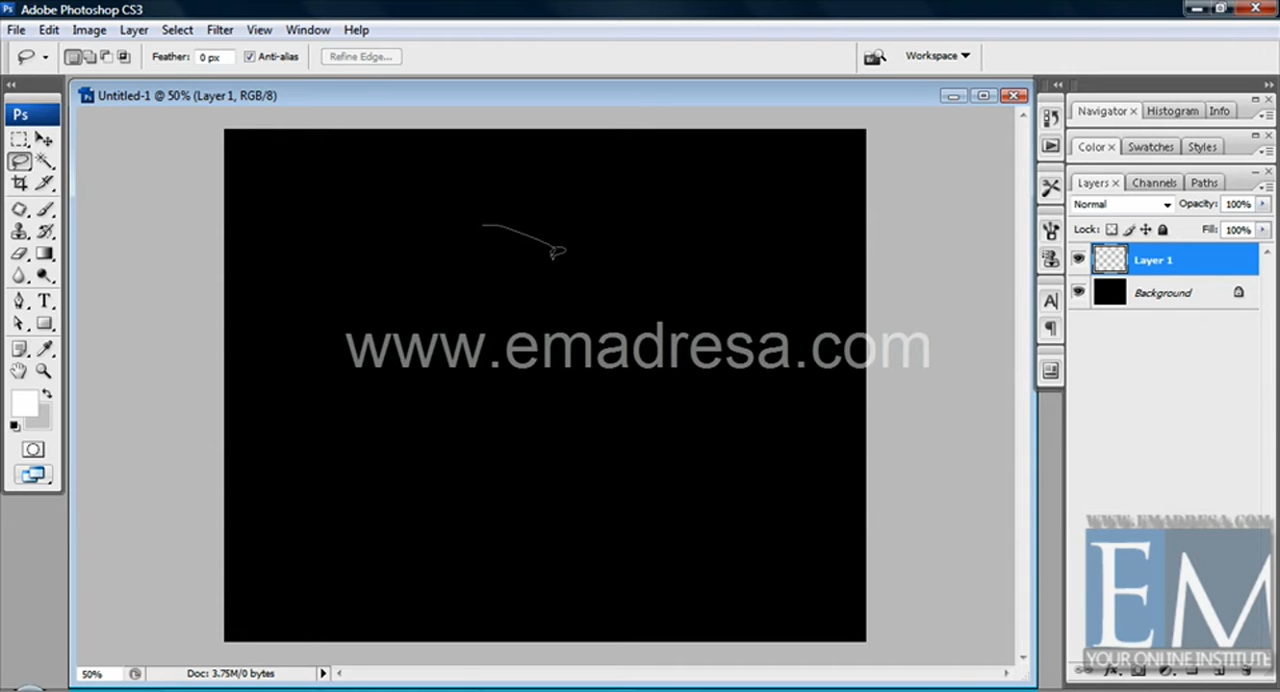 Ps Adobe Photoshop CS3
File Edit Image Layer Select Filter View Window Help
Feather: 0 px Anti-alias Refine Edge... Workspace
Ps Untitled-1 @ 50% (Layer 1, RGB/8)
Ps
Navigator Histogram Info
Color Swatches Styles
Layers Channels Paths
Normal Opacity: 100%
Lock: Fill: 100%
Layer 1
Background
T
A
www.emadresa.com
WWW.EMADRESA.COM
EM
YOUR ONLINE INSTITUTE
50% Doc: 3.75M/0 bytes